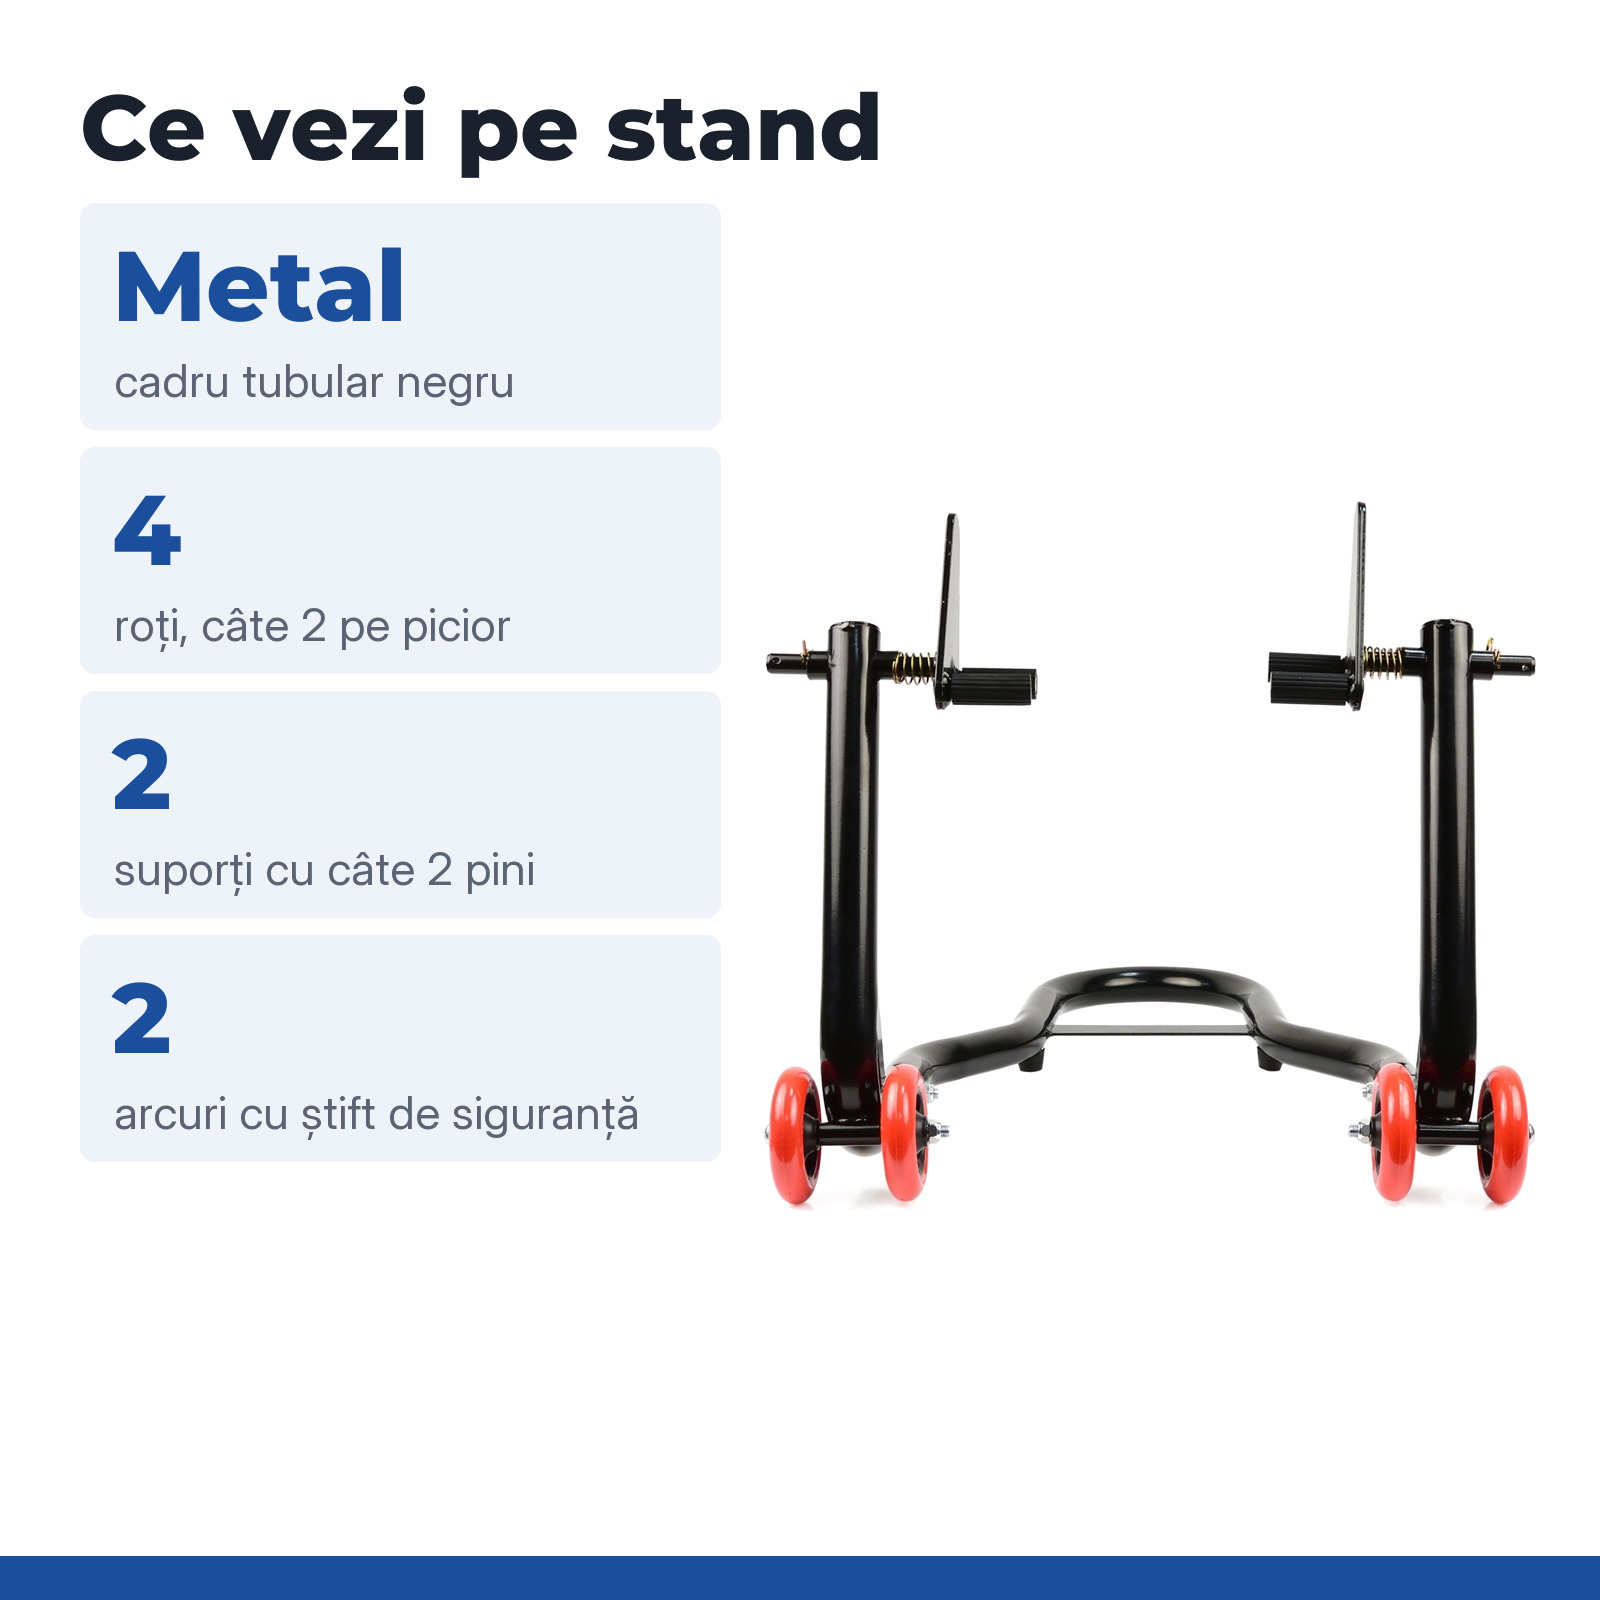 Ce vezi pe stand
Metal
cadru tubular negru
4
roți, câte 2 pe picior
2
suporți cu câte 2 pini
2
arcuri cu știft de siguranță